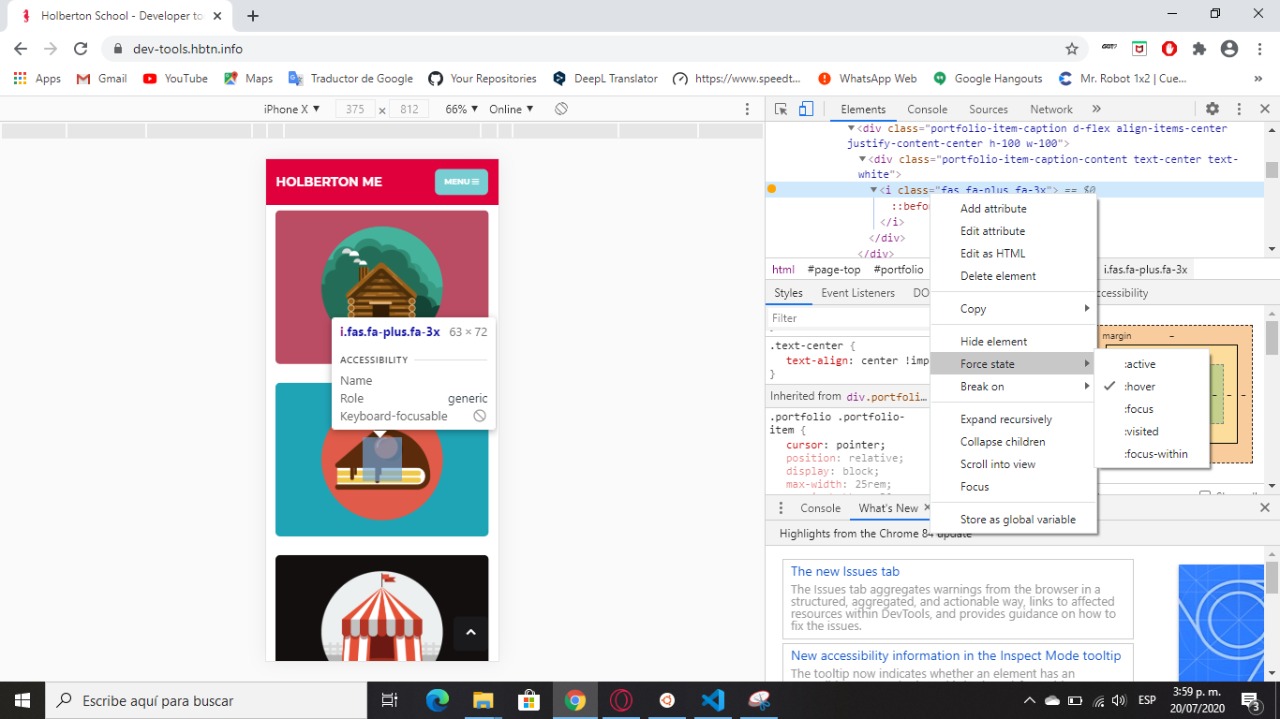 Holberton School - Developer to
dev-tools.hbtn.info
Apps Gmail YouTube Maps Traductor de Google Your Repositories DeepL Translator https://www.speedt... WhatsApp Web Google Hangouts Mr. Robot 1x2 | Cue... »
iPhone X ▼ 375 × 812 66% ▼ Online ▼
Elements Console Sources Network »
HOLBERTON ME
MENU
i.fas.fa-plus.fa-3x 63 × 72
ACCESSIBILITY
Name
Role generic
Keyboard-focusable
▼<div class="portfolio-item-caption d-flex align-items-center
justify-content-center h-100 w-100">
▼<div class="portfolio-item-caption-content text-center text-
white">
▼<i class="fas fa-plus fa-3x"> == $0
::befor
</i>
</div>
</div>
html #page-top #portfolio i.fas.fa-plus.fa-3x
Styles Event Listeners DO ccessibility
Filter
.text-center {
text-align: center !imp
}
Inherited from div.portfoli...
.portfolio .portfolio-
item {
cursor: pointer;
position: relative;
display: block;
max-width: 25rem;
margin –
–
–
Add attribute
Edit attribute
Edit as HTML
Delete element
Copy
Hide element
Force state
Break on
Expand recursively
Collapse children
Scroll into view
Focus
Store as global variable
:active
:hover
:focus
:visited
:focus-within
Console What's New ×
Highlights from the Chrome 84 update
The new Issues tab
The Issues tab aggregates warnings from the browser in a
structured, aggregated, and actionable way, links to affected
resources within DevTools, and provides guidance on how to
fix the issues.
New accessibility information in the Inspect Mode tooltip
The tooltip now indicates whether an element has an
Escribe aquí para buscar
ESP
3:59 p. m.
20/07/2020
3